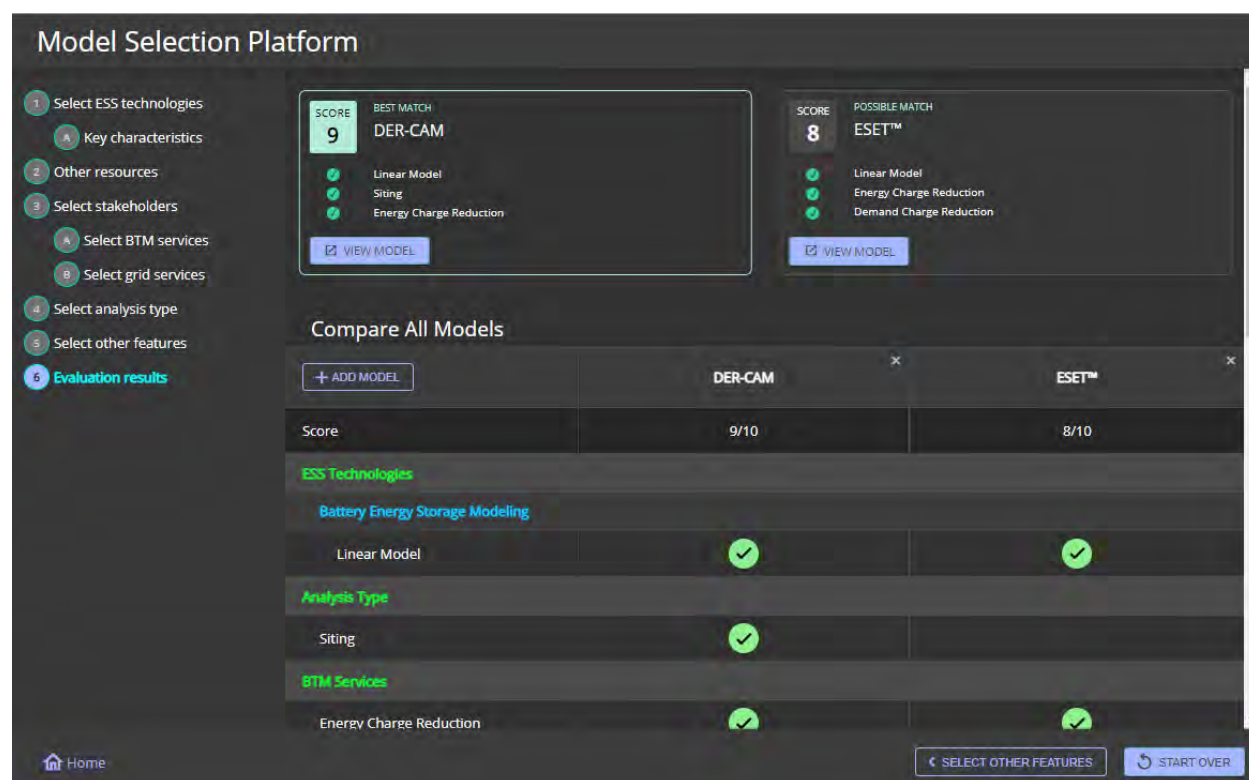 Model Selection Platform
1 Select ESS technologies
A Key characteristics
2 Other resources
3 Select stakeholders
A Select BTM services
B Select grid services
4 Select analysis type
5 Select other features
6 Evaluation results
SCORE
9
BEST MATCH
DER-CAM
Linear Model
Siting
Energy Charge Reduction
VIEW MODEL
SCORE
8
POSSIBLE MATCH
ESET™
Linear Model
Energy Charge Reduction
Demand Charge Reduction
VIEW MODEL
Compare All Models
+ ADD MODEL DER-CAM × ESET™ ×
Score 9/10 8/10
ESS Technologies
Battery Energy Storage Modeling
Linear Model
Analysis Type
Siting
BTM Services
Energy Charge Reduction
Home
SELECT OTHER FEATURES
START OVER